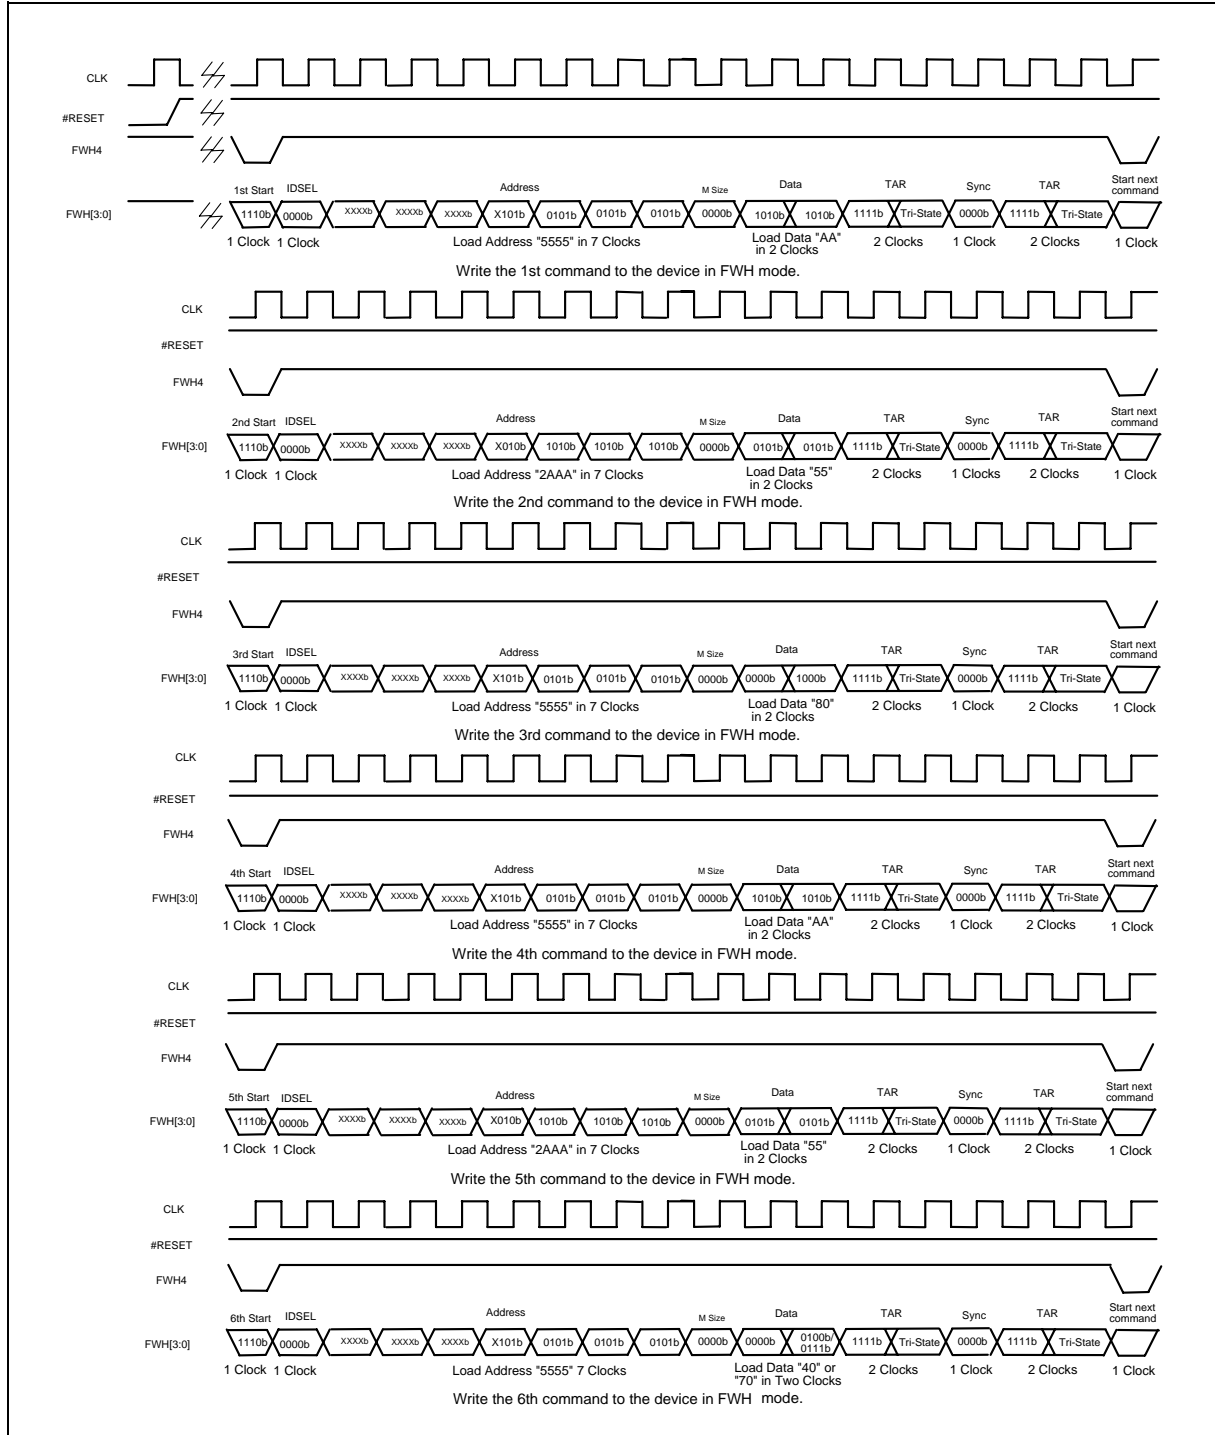 CLK
#RESET
FWH4
1st Start IDSEL Address M Size Data TAR Sync TAR Start next command
FWH[3:0] 1110b 0000b XXXXb XXXXb XXXXb X101b 0101b 0101b 0101b 0000b 1010b 1010b 1111b Tri-State 0000b 1111b Tri-State
1 Clock 1 Clock Load Address "5555" in 7 Clocks Load Data "AA" in 2 Clocks 2 Clocks 1 Clock 2 Clocks 1 Clock
Write the 1st command to the device in FWH mode.
CLK
#RESET
FWH4
2nd Start IDSEL Address M Size Data TAR Sync TAR Start next command
FWH[3:0] 1110b 0000b XXXXb XXXXb XXXXb X010b 1010b 1010b 1010b 0000b 0101b 0101b 1111b Tri-State 0000b 1111b Tri-State
1 Clock 1 Clock Load Address "2AAA" in 7 Clocks Load Data "55" in 2 Clocks 2 Clocks 1 Clocks 2 Clocks 1 Clock
Write the 2nd command to the device in FWH mode.
CLK
#RESET
FWH4
3rd Start IDSEL Address M Size Data TAR Sync TAR Start next command
FWH[3:0] 1110b 0000b XXXXb XXXXb XXXXb X101b 0101b 0101b 0101b 0000b 0000b 1000b 1111b Tri-State 0000b 1111b Tri-State
1 Clock 1 Clock Load Address "5555" in 7 Clocks Load Data "80" in 2 Clocks 2 Clocks 1 Clock 2 Clocks 1 Clock
Write the 3rd command to the device in FWH mode.
CLK
#RESET
FWH4
4th Start IDSEL Address M Size Data TAR Sync TAR Start next command
FWH[3:0] 1110b 0000b XXXXb XXXXb XXXXb X101b 0101b 0101b 0101b 0000b 1010b 1010b 1111b Tri-State 0000b 1111b Tri-State
1 Clock 1 Clock Load Address "5555" in 7 Clocks Load Data "AA" in 2 Clocks 2 Clocks 1 Clock 2 Clocks 1 Clock
Write the 4th command to the device in FWH mode.
CLK
#RESET
FWH4
5th Start IDSEL Address M Size Data TAR Sync TAR Start next command
FWH[3:0] 1110b 0000b XXXXb XXXXb XXXXb X010b 1010b 1010b 1010b 0000b 0101b 0101b 1111b Tri-State 0000b 1111b Tri-State
1 Clock 1 Clock Load Address "2AAA" in 7 Clocks Load Data "55" in 2 Clocks 2 Clocks 1 Clock 2 Clocks 1 Clock
Write the 5th command to the device in FWH mode.
CLK
#RESET
FWH4
6th Start IDSEL Address M Size Data TAR Sync TAR Start next command
FWH[3:0] 1110b 0000b XXXXb XXXXb XXXXb X101b 0101b 0101b 0101b 0000b 0000b 0100b/ 0111b 1111b Tri-State 0000b 1111b Tri-State
1 Clock 1 Clock Load Address "5555" 7 Clocks Load Data "40" or "70" in Two Clocks 2 Clocks 1 Clock 2 Clocks 1 Clock
Write the 6th command to the device in FWH mode.